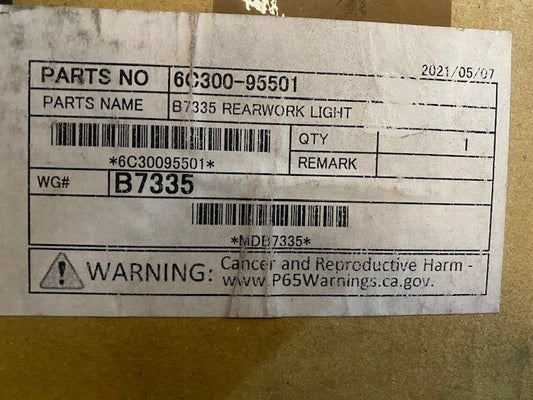 2021/05/07
PARTS NO 6C300-95501
PARTS NAME B7335 REARWORK LIGHT
QTY 1
*6C30095501* REMARK
WG# B7335
*MDB7335*
WARNING: Cancer and Reproductive Harm -
www.P65Warnings.ca.gov.